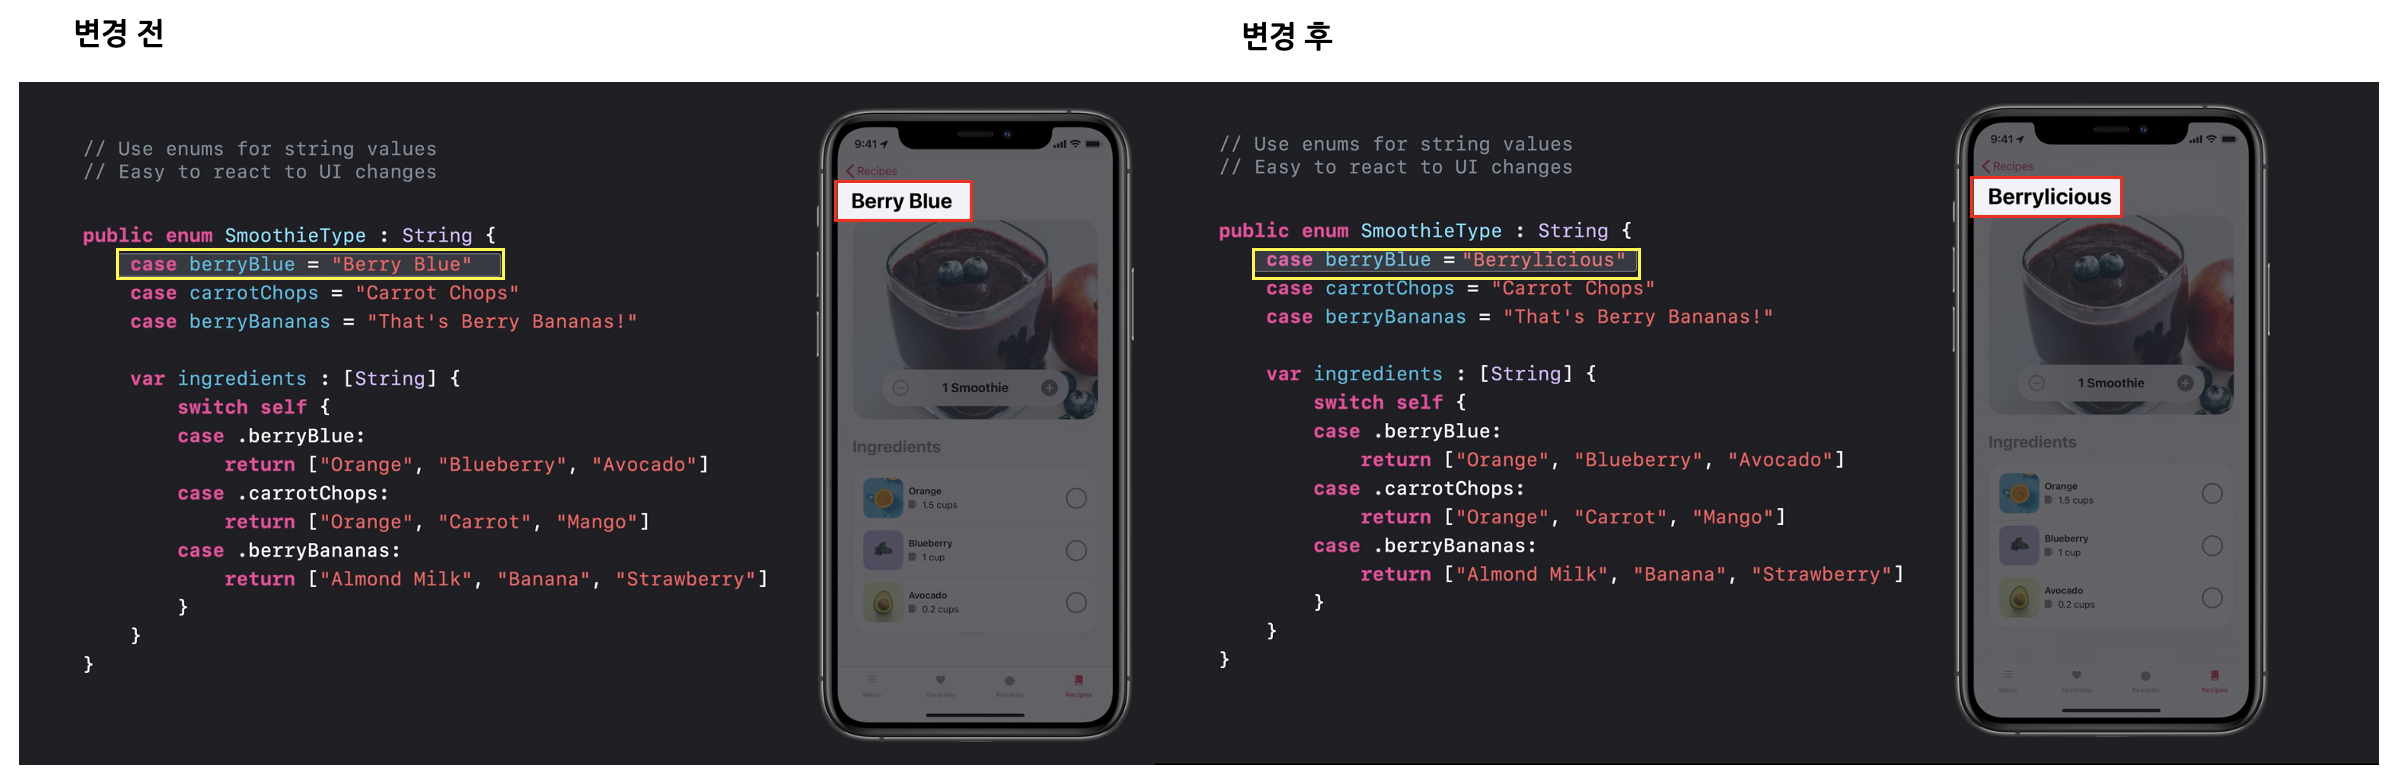 변경 전
// Use enums for string values
// Easy to react to UI changes
public enum SmoothieType : String {
case berryBlue = "Berry Blue"
case carrotChops = "Carrot Chops"
case berryBananas = "That's Berry Bananas!"
var ingredients : [String] {
switch self {
case .berryBlue:
return ["Orange", "Blueberry", "Avocado"]
case .carrotChops:
return ["Orange", "Carrot", "Mango"]
case .berryBananas:
return ["Almond Milk", "Banana", "Strawberry"]
}
}
}
9:41
Recipes
Berry Blue
1 Smoothie
Ingredients
Orange
1.5 cups
Blueberry
1 cup
Avocado
0.2 cups
Menu Favorites Rewards Recipes
변경 후
// Use enums for string values
// Easy to react to UI changes
public enum SmoothieType : String {
case berryBlue = "Berrylicious"
case carrotChops = "Carrot Chops"
case berryBananas = "That's Berry Bananas!"
var ingredients : [String] {
switch self {
case .berryBlue:
return ["Orange", "Blueberry", "Avocado"]
case .carrotChops:
return ["Orange", "Carrot", "Mango"]
case .berryBananas:
return ["Almond Milk", "Banana", "Strawberry"]
}
}
}
9:41
Recipes
Berrylicious
1 Smoothie
Ingredients
Orange
1.5 cups
Blueberry
1 cup
Avocado
0.2 cups
Menu Favorites Rewards Recipes